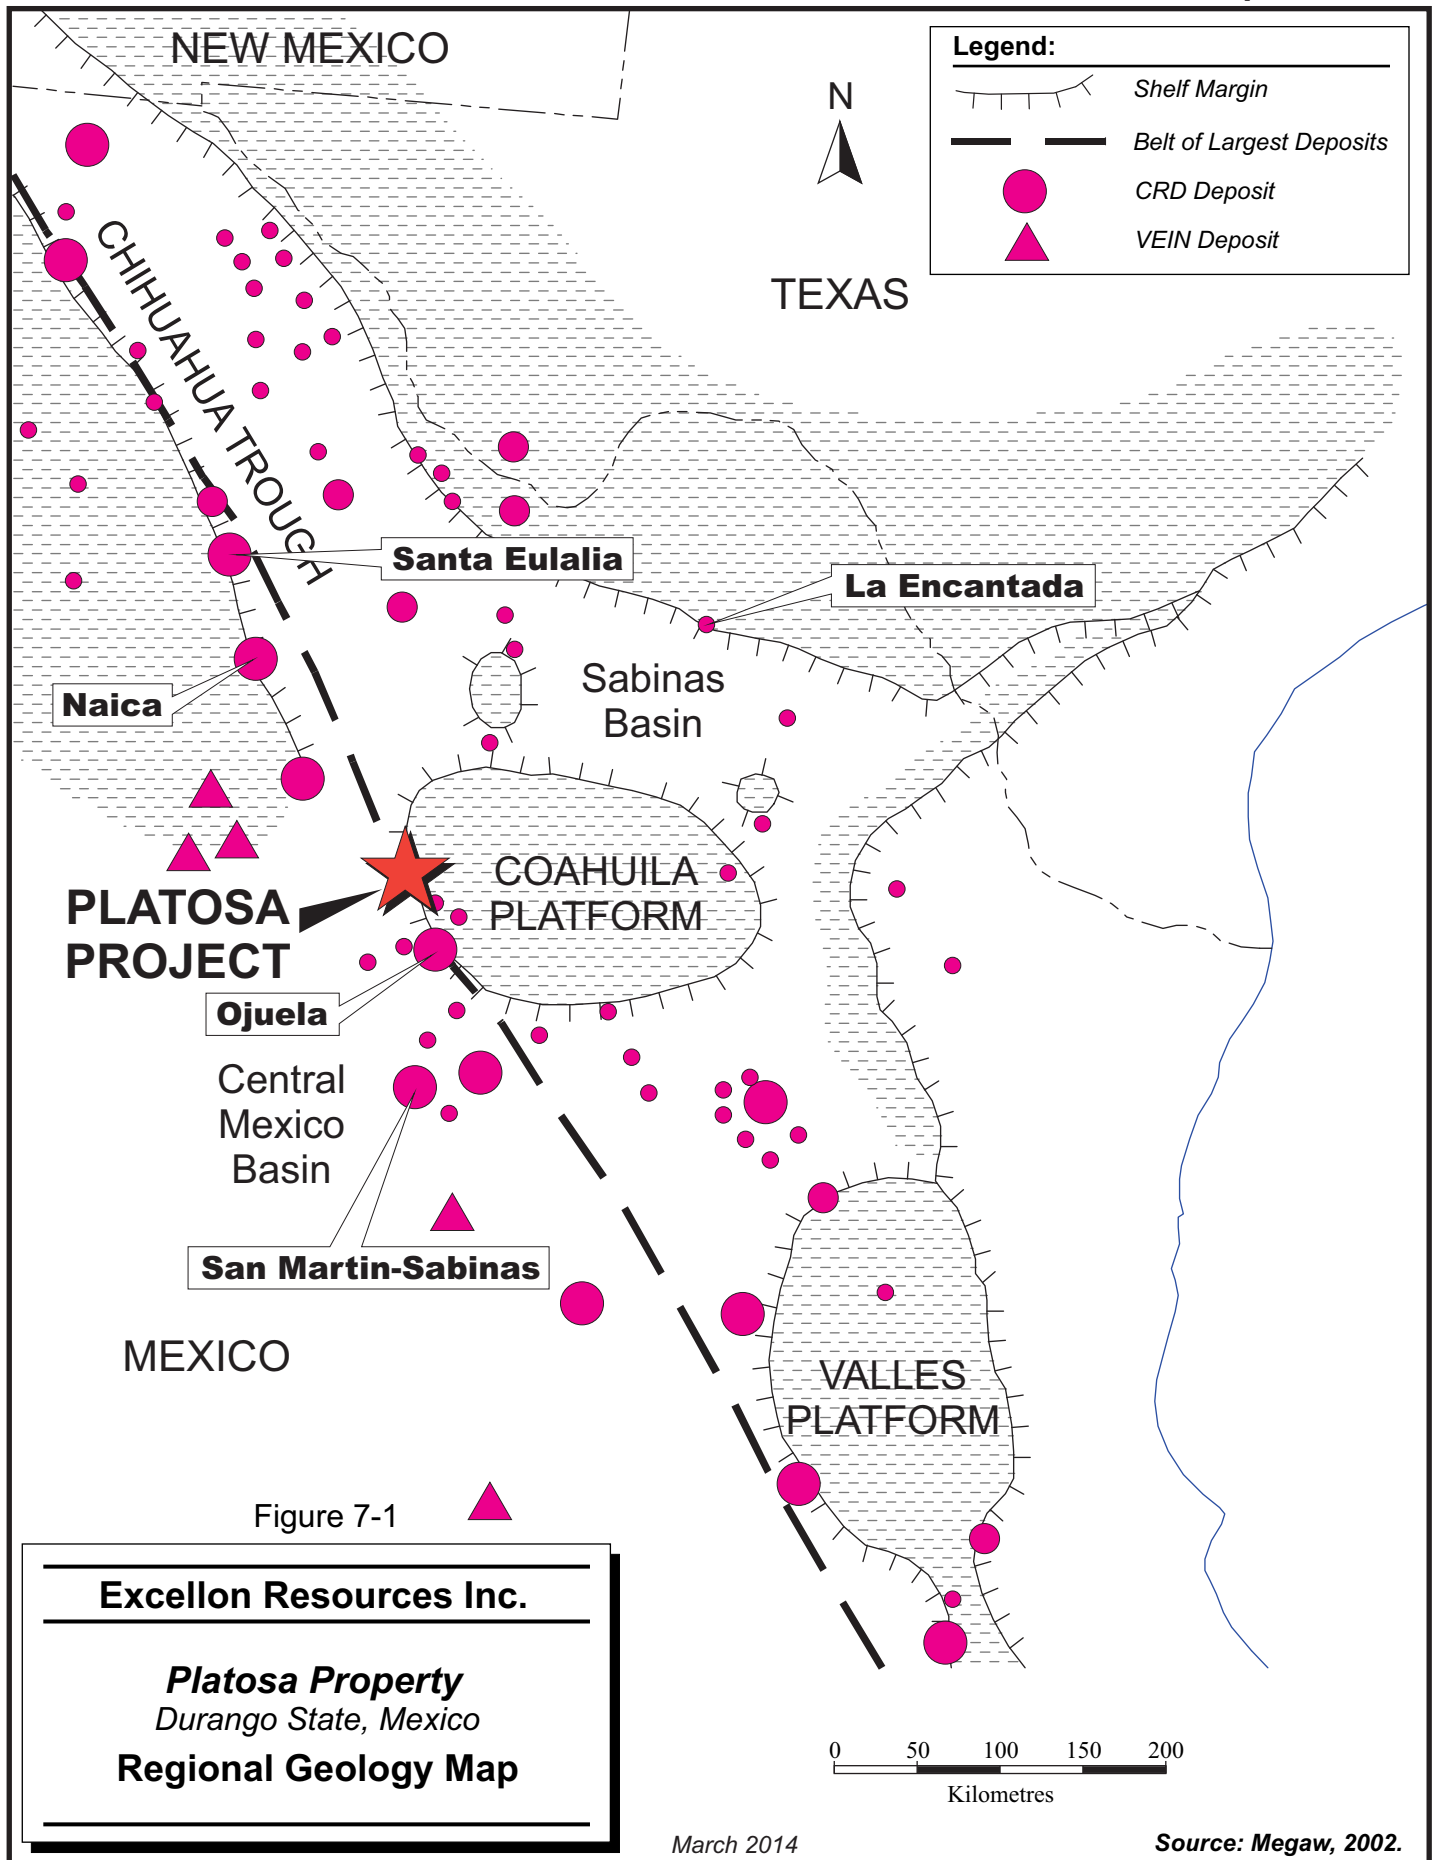 NEW MEXICO
Legend:
Shelf Margin
Belt of Largest Deposits
CRD Deposit
VEIN Deposit
N
TEXAS
CHIHUAHUA TROUGH
Santa Eulalia
La Encantada
Naica
Sabinas
Basin
COAHUILA
PLATFORM
PLATOSA
PROJECT
Ojuela
Central
Mexico
Basin
San Martin-Sabinas
MEXICO
VALLES
PLATFORM
Figure 7-1
Excellon Resources Inc.
Platosa Property
Durango State, Mexico
Regional Geology Map
0 50 100 150 200
Kilometres
March 2014
Source: Megaw, 2002.